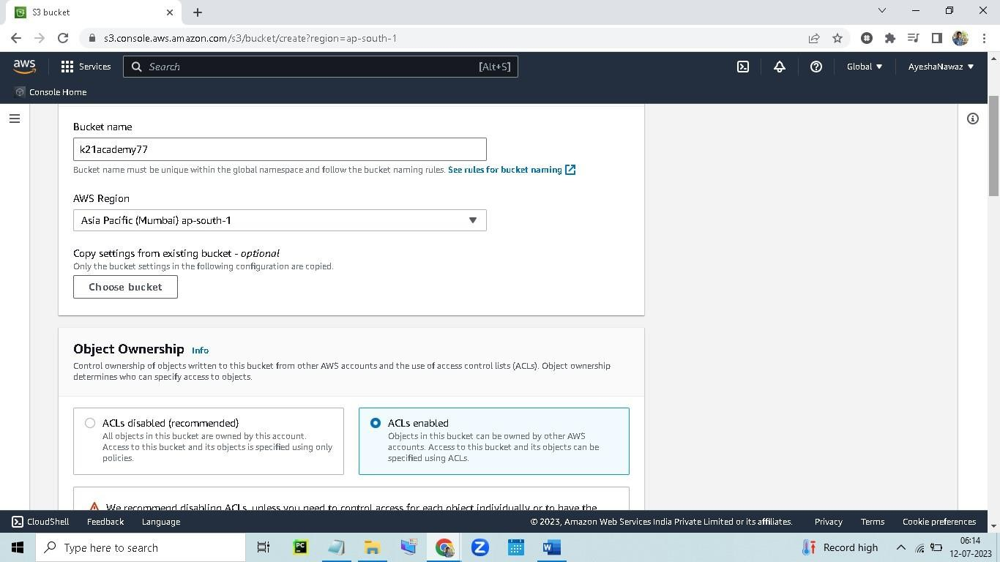 S3 bucket
s3.console.aws.amazon.com/s3/bucket/create?region=ap-south-1
aws
Services
Search
[Alt+S]
Global
AyeshaNawaz
Console Home
Bucket name
k21academy77
Bucket name must be unique within the global namespace and follow the bucket naming rules. See rules for bucket naming
AWS Region
Asia Pacific (Mumbai) ap-south-1
Copy settings from existing bucket - optional
Only the bucket settings in the following configuration are copied.
Choose bucket
Object Ownership Info
Control ownership of objects written to this bucket from other AWS accounts and the use of access control lists (ACLs). Object ownership
determines who can specify access to objects.
ACLs disabled (recommended)
All objects in this bucket are owned by this account.
Access to this bucket and its objects is specified using only
policies.
ACLs enabled
Objects in this bucket can be owned by other AWS
accounts. Access to this bucket and its objects can be
specified using ACLs.
We recommend disabling ACLs, unless you need to control access for each object individually or to have the
CloudShell
Feedback
Language
© 2023, Amazon Web Services India Private Limited or its affiliates.
Privacy
Terms
Cookie preferences
Type here to search
PC
Z
W
Record high
06:14
12-07-2023